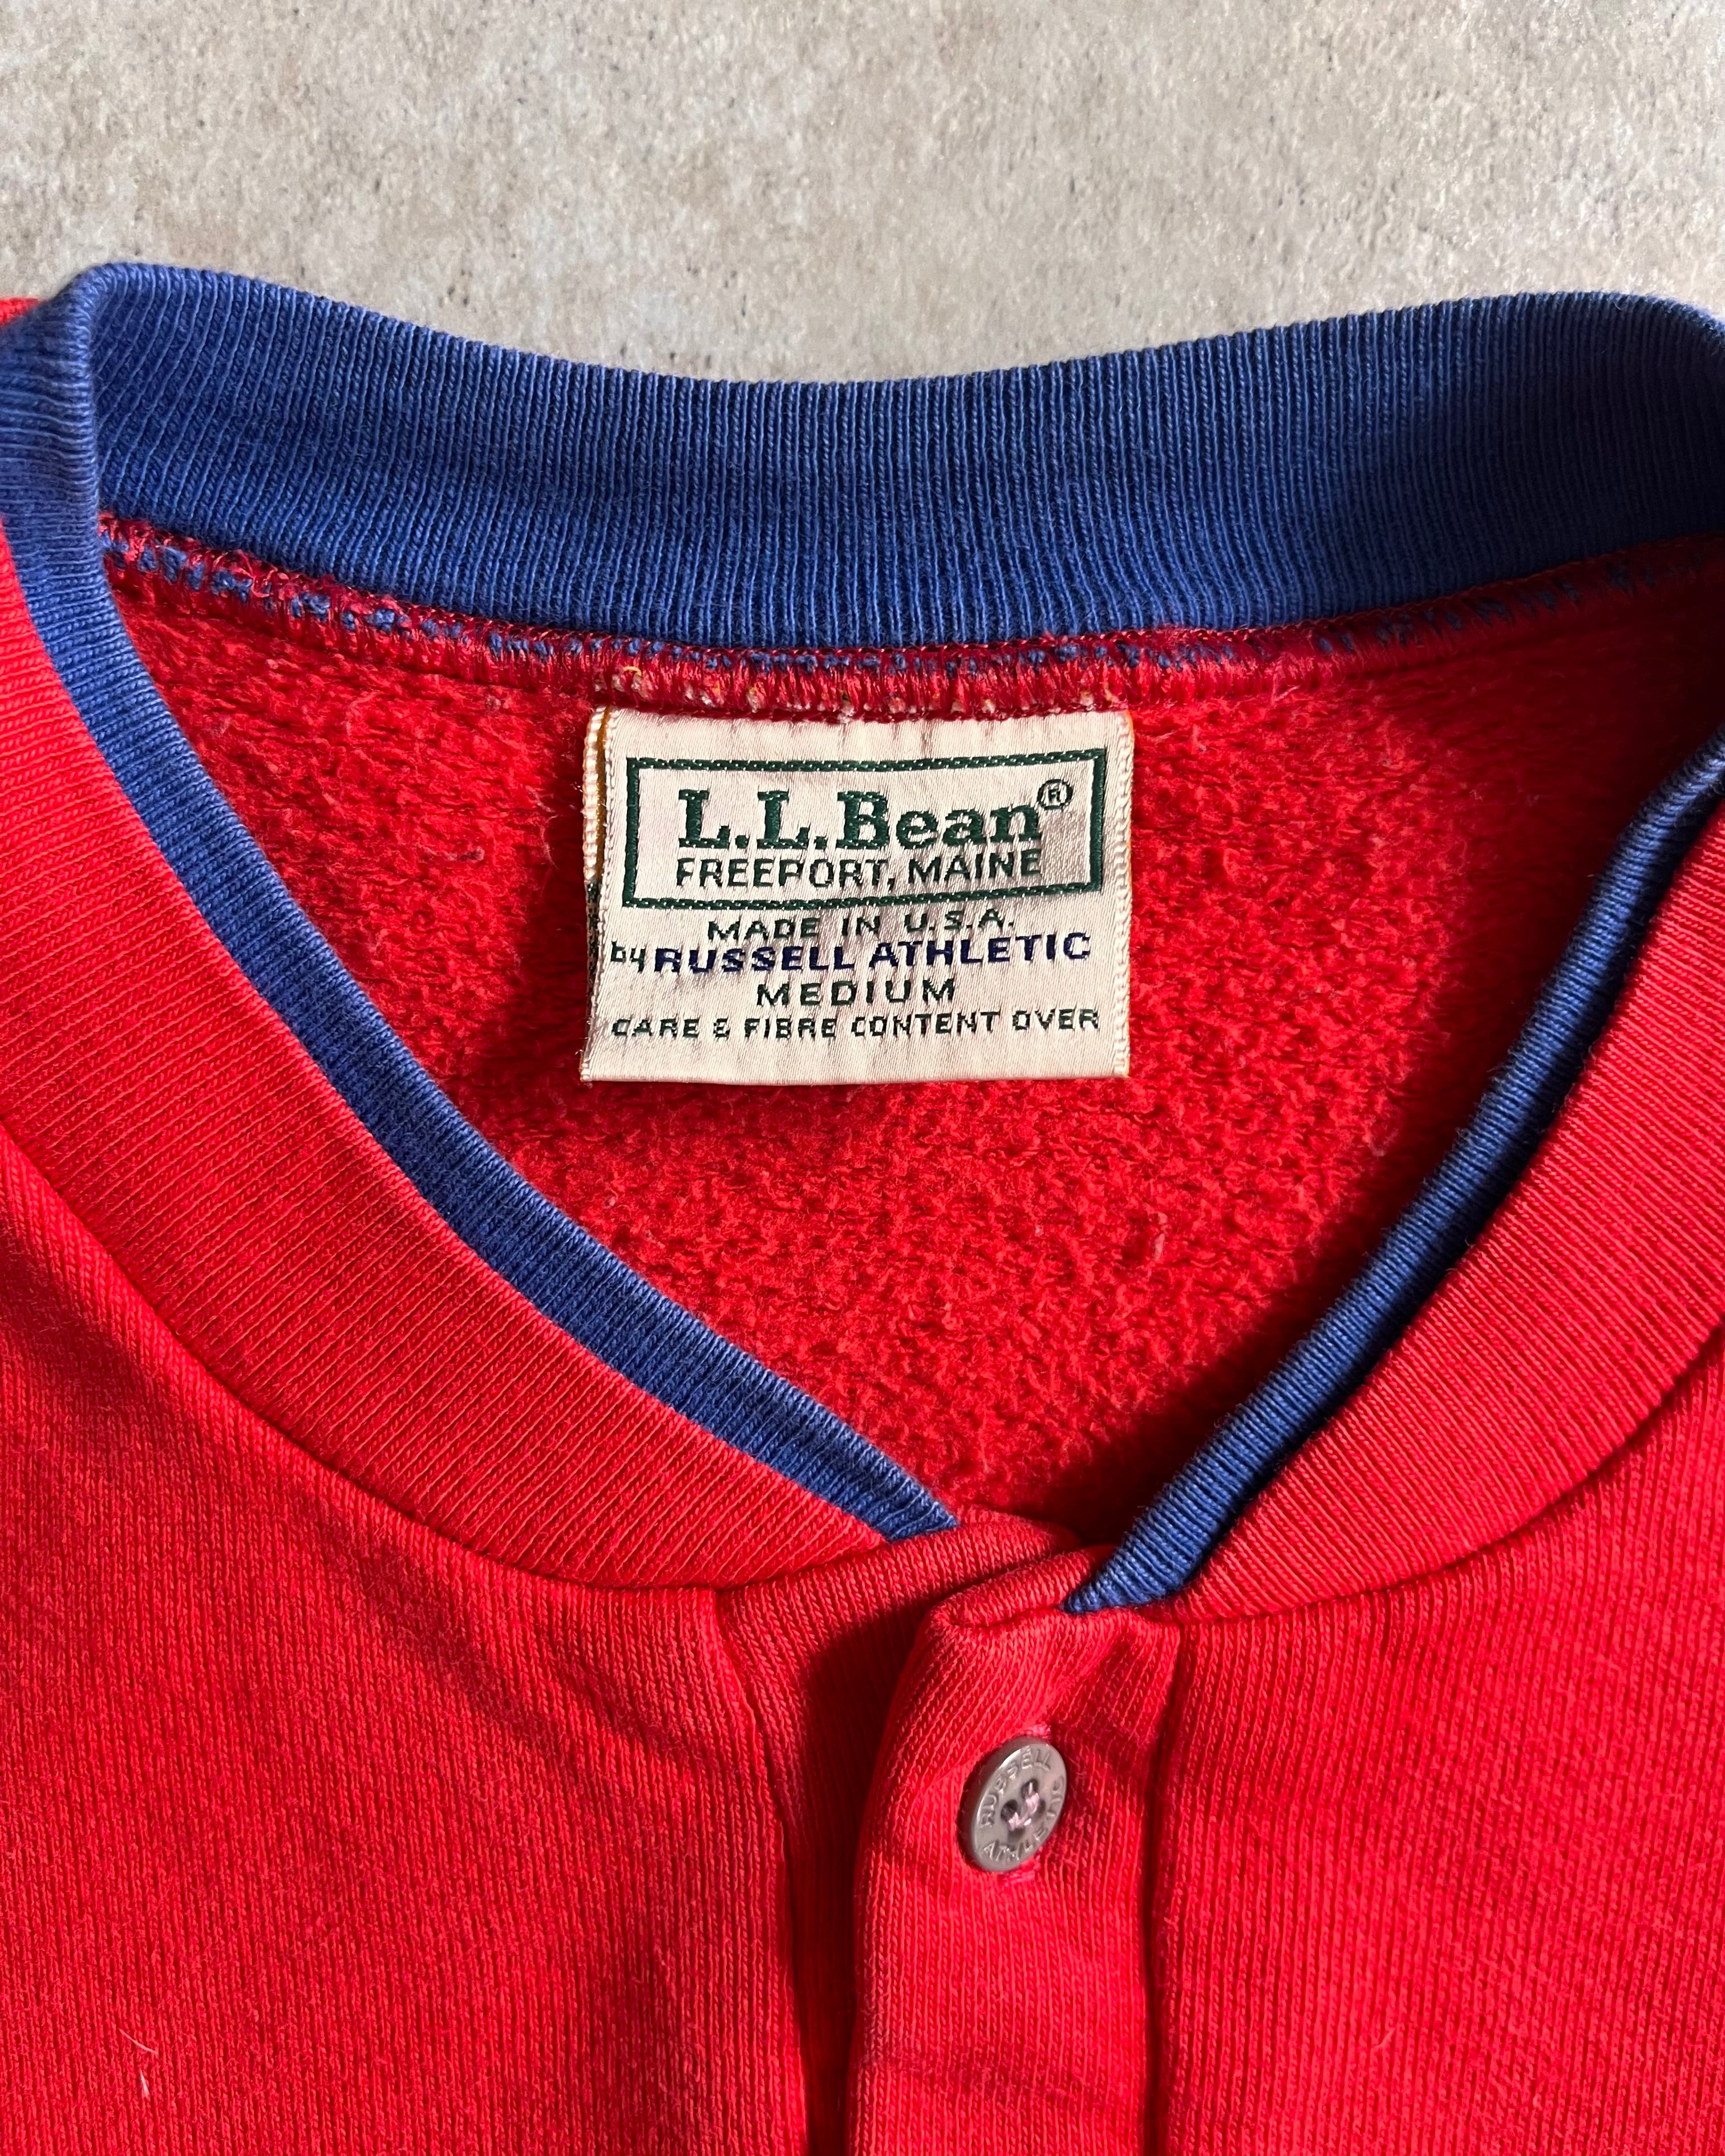 L.L.Bean®
FREEPORT, MAINE
MADE IN U.S.A.
by RUSSELL ATHLETIC
MEDIUM
CARE & FIBRE CONTENT OVER
RUSSELL
ATHLETIC